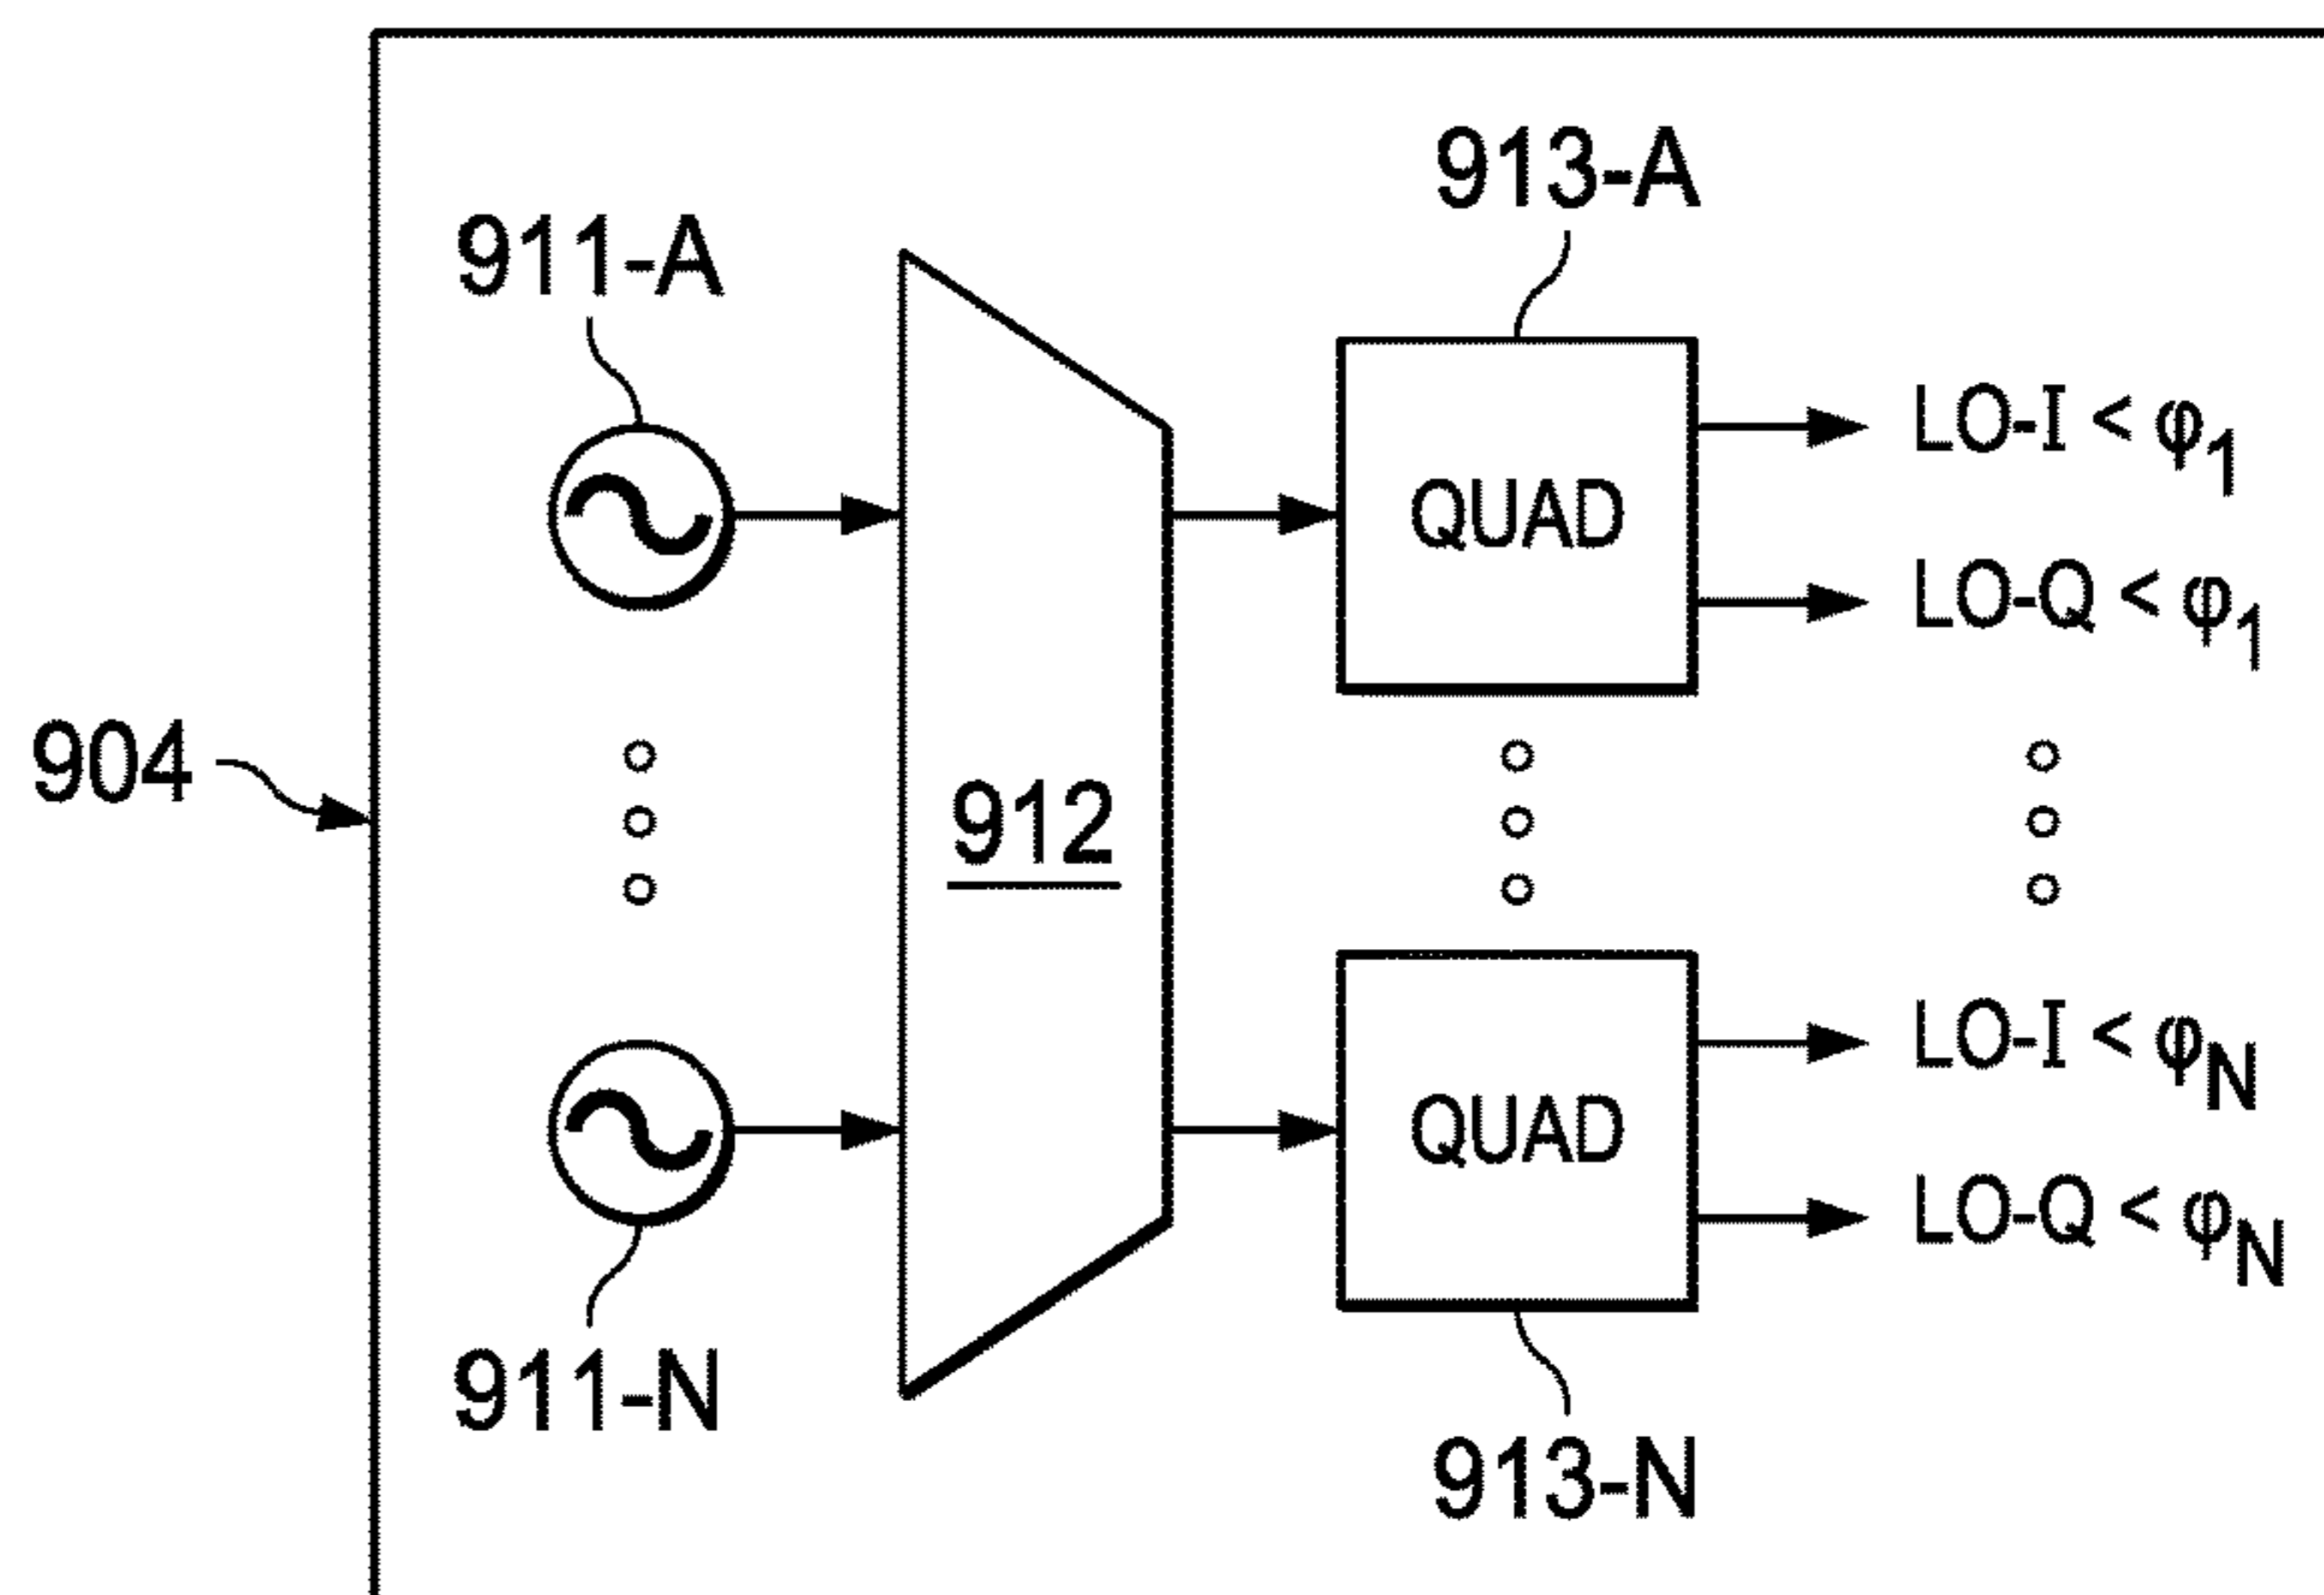 913-A
911-A
LO-I < φ1
QUAD
LO-Q < φ1
904
912
LO-I < φN
QUAD
LO-Q < φN
911-N
913-N